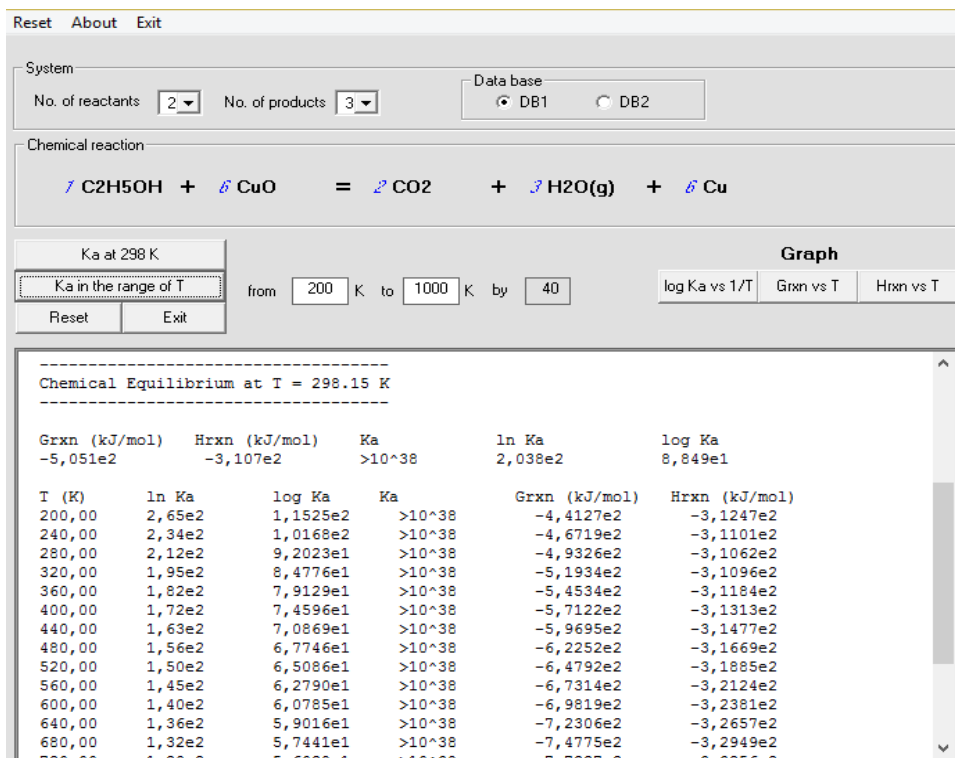 Reset About Exit
System
No. of reactants 2 No. of products 3 Data base DB1 DB2
Chemical reaction
1 C2H5OH + 6 CuO = 2 CO2 + 3 H2O(g) + 6 Cu
Ka at 298 K
Graph
Ka in the range of T from 200 K to 1000 K by 40 log Ka vs 1/T Grxn vs T Hrxn vs T
Reset Exit
------------------------------------
Chemical Equilibrium at T = 298.15 K
------------------------------------
Grxn (kJ/mol) Hrxn (kJ/mol) Ka ln Ka log Ka
-5,051e2 -3,107e2 >10^38 2,038e2 8,849e1
T (K) ln Ka log Ka Ka Grxn (kJ/mol) Hrxn (kJ/mol)
200,00 2,65e2 1,1525e2 >10^38 -4,4127e2 -3,1247e2
240,00 2,34e2 1,0168e2 >10^38 -4,6719e2 -3,1101e2
280,00 2,12e2 9,2023e1 >10^38 -4,9326e2 -3,1062e2
320,00 1,95e2 8,4776e1 >10^38 -5,1934e2 -3,1096e2
360,00 1,82e2 7,9129e1 >10^38 -5,4534e2 -3,1184e2
400,00 1,72e2 7,4596e1 >10^38 -5,7122e2 -3,1313e2
440,00 1,63e2 7,0869e1 >10^38 -5,9695e2 -3,1477e2
480,00 1,56e2 6,7746e1 >10^38 -6,2252e2 -3,1669e2
520,00 1,50e2 6,5086e1 >10^38 -6,4792e2 -3,1885e2
560,00 1,45e2 6,2790e1 >10^38 -6,7314e2 -3,2124e2
600,00 1,40e2 6,0785e1 >10^38 -6,9819e2 -3,2381e2
640,00 1,36e2 5,9016e1 >10^38 -7,2306e2 -3,2657e2
680,00 1,32e2 5,7441e1 >10^38 -7,4775e2 -3,2949e2